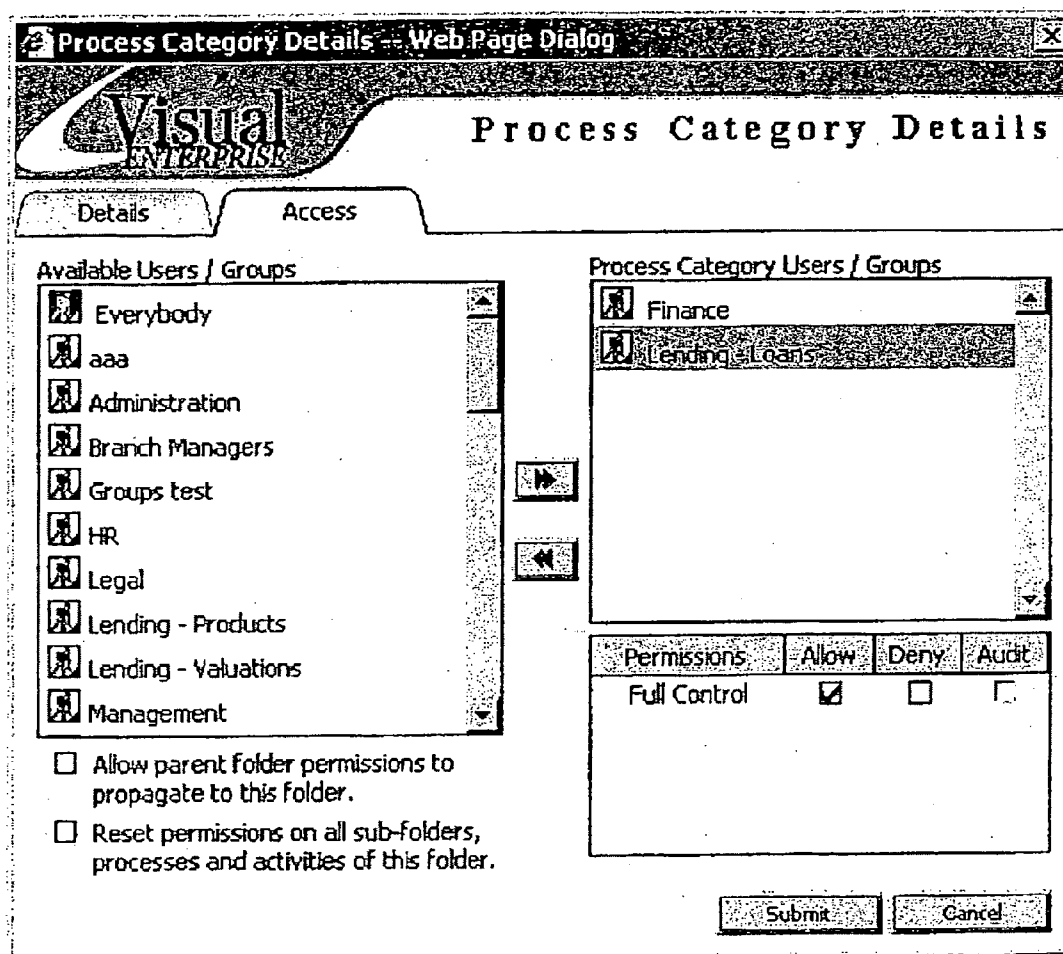 Process Category Details -- Web Page Dialog
Visual
ENTERPRISE
Process Category Details
Details
Access
Available Users / Groups
Everybody
aaa
Administration
Branch Managers
Groups test
HR
Legal
Lending - Products
Lending - Valuations
Management
Allow parent folder permissions to
propagate to this folder.
Reset permissions on all sub-folders,
processes and activities of this folder.
Process Category Users / Groups
Finance
Lending - Loans
Permissions Allow Deny Audit
Full Control
Submit Cancel